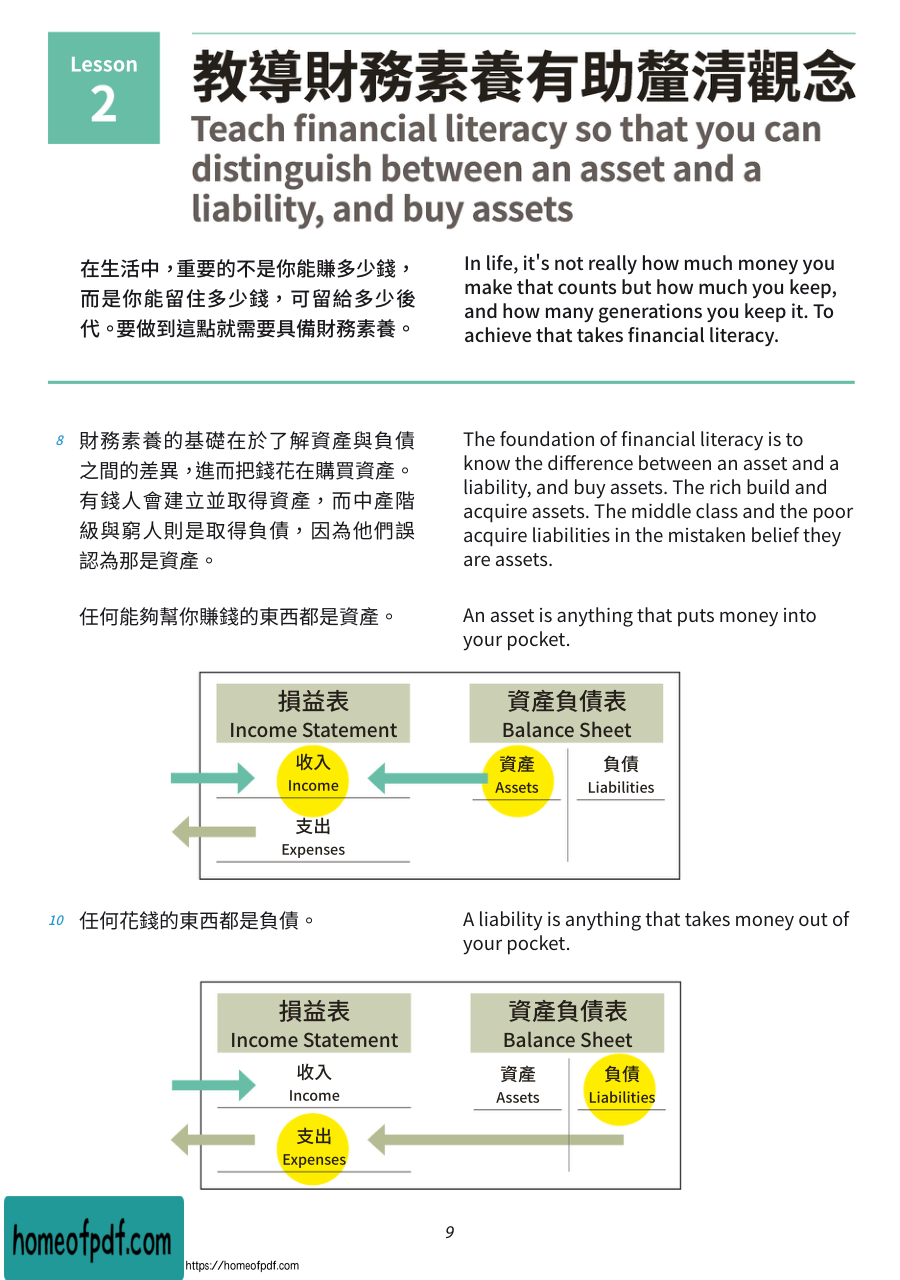 Lesson
2
教導財務素養有助釐清觀念
Teach financial literacy so that you can
distinguish between an asset and a
liability, and buy assets
在生活中，重要的不是你能賺多少錢，
而是你能留住多少錢，可留給多少後
代。要做到這點就需要具備財務素養。
In life, it's not really how much money you
make that counts but how much you keep,
and how many generations you keep it. To
achieve that takes financial literacy.
8
財務素養的基礎在於了解資產與負債
之間的差異，進而把錢花在購買資產。
有錢人會建立並取得資產，而中產階
級與窮人則是取得負債，因為他們誤
認為那是資產。
The foundation of financial literacy is to
know the difference between an asset and a
liability, and buy assets. The rich build and
acquire assets. The middle class and the poor
acquire liabilities in the mistaken belief they
are assets.
任何能夠幫你賺錢的東西都是資產。
An asset is anything that puts money into
your pocket.
損益表
Income Statement
收入
Income
支出
Expenses
資產負債表
Balance Sheet
資產
Assets
負債
Liabilities
10
任何花錢的東西都是負債。
A liability is anything that takes money out of
your pocket.
損益表
Income Statement
收入
Income
支出
Expenses
資產負債表
Balance Sheet
資產
Assets
負債
Liabilities
9
homeofpdf.com
https://homeofpdf.com